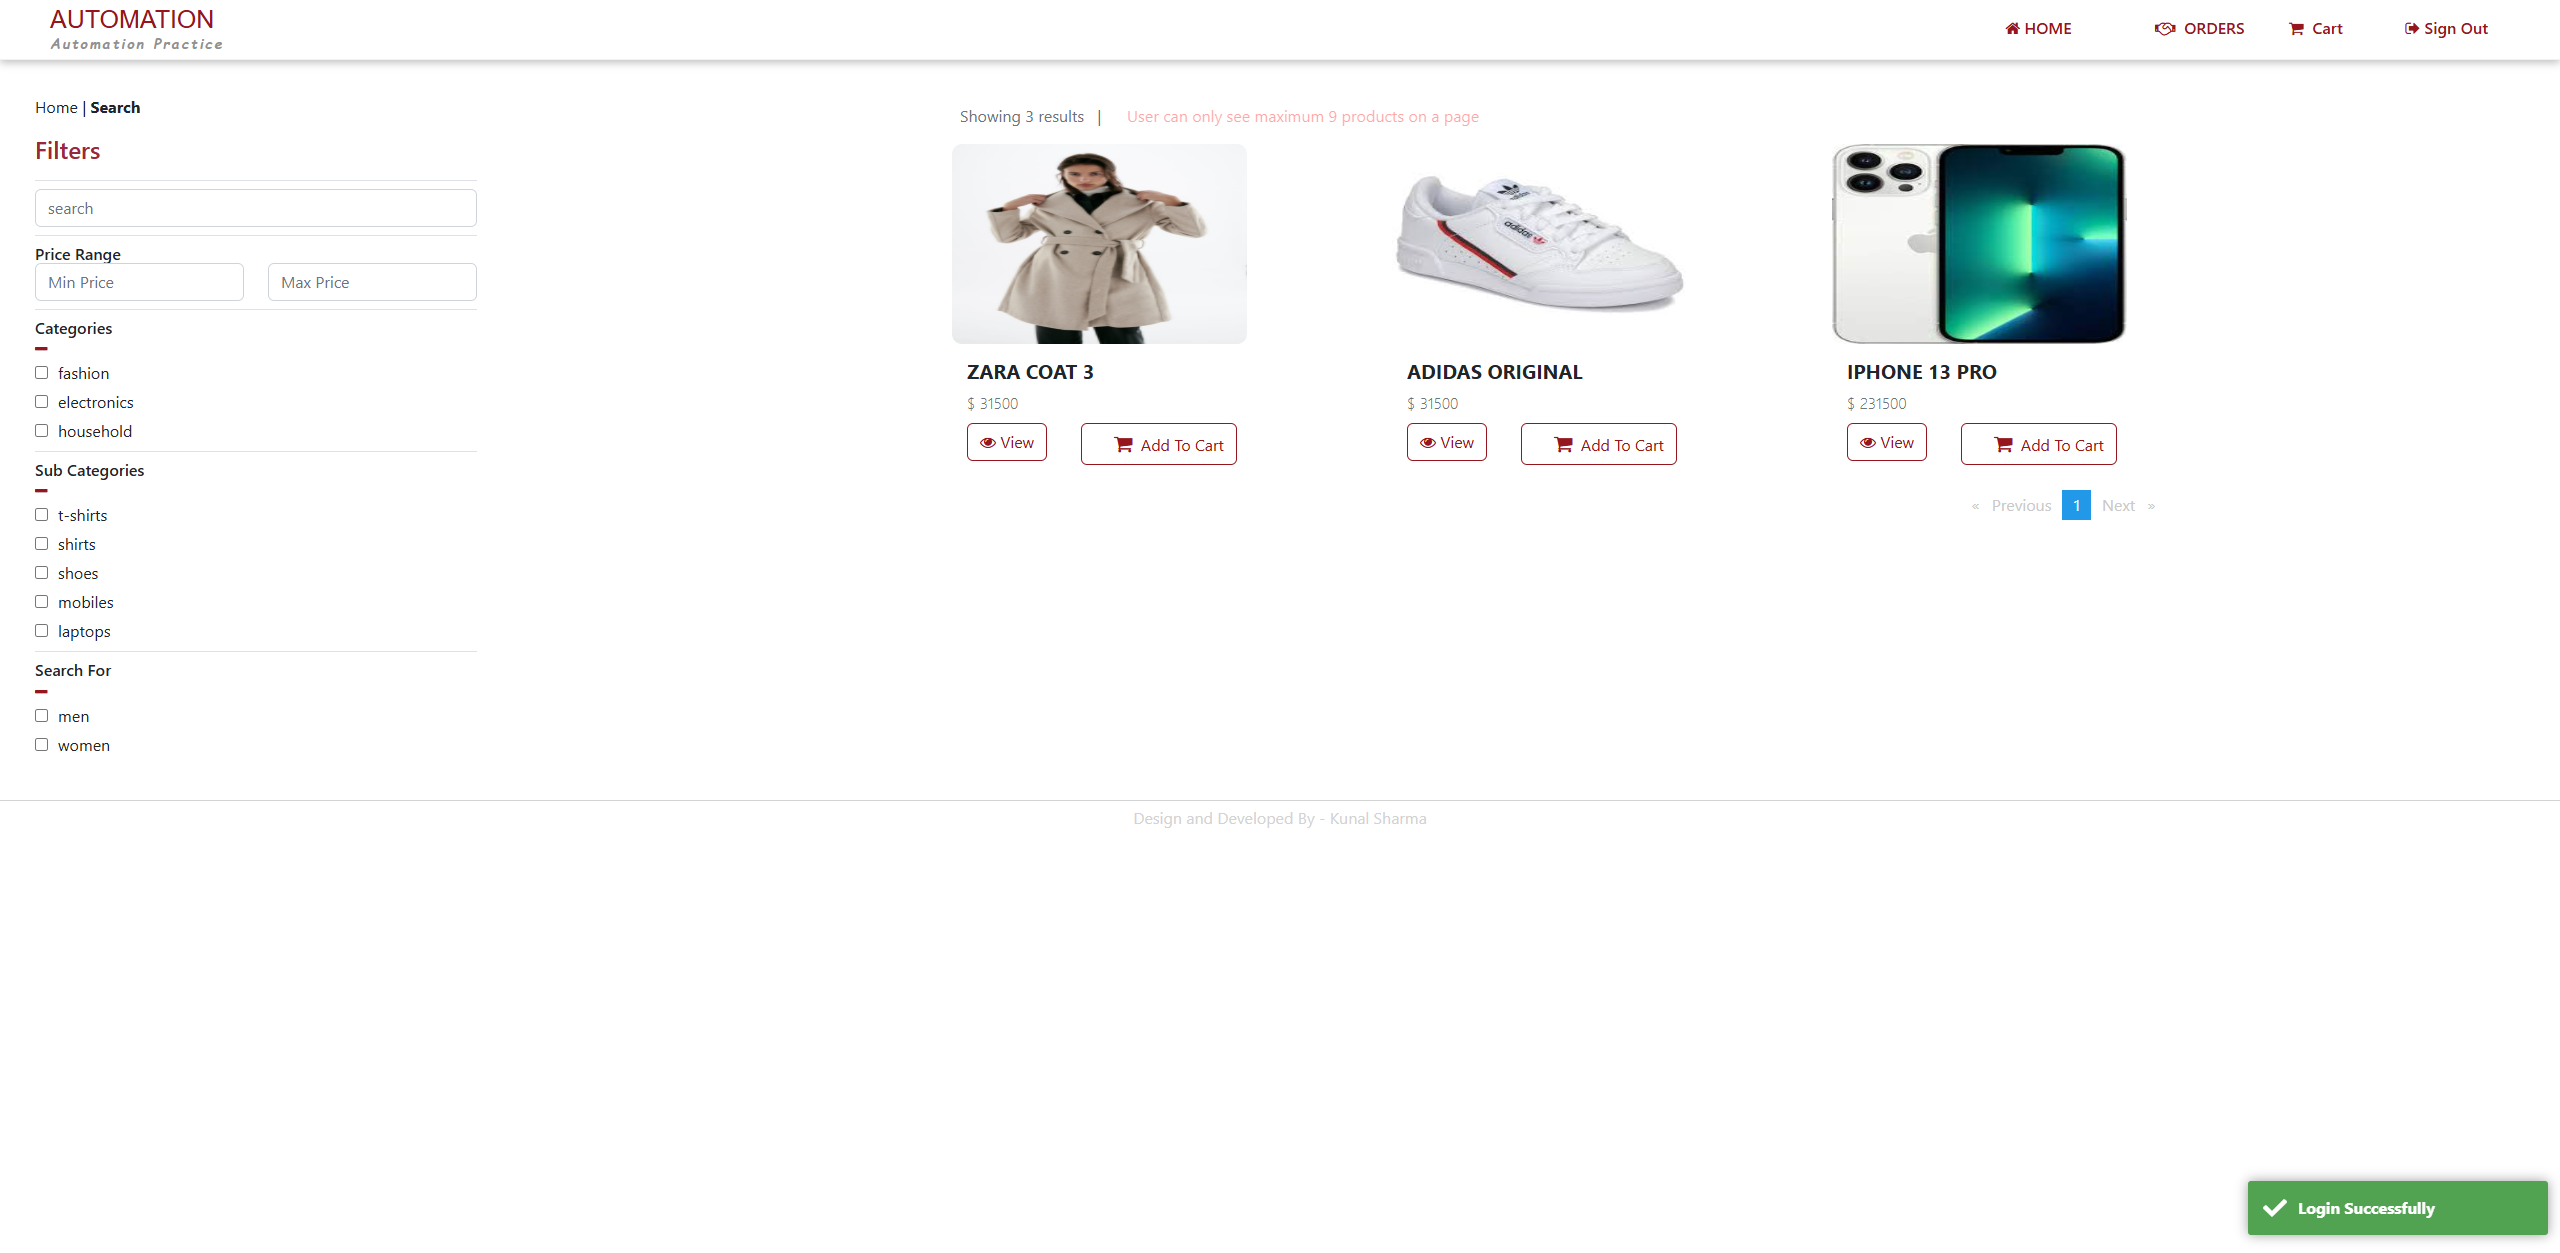 AUTOMATION
Automation Practice
HOME
ORDERS
Cart
Sign Out
Home | Search
Filters
search
Price Range
Min Price
Max Price
Categories
fashion
electronics
household
Sub Categories
t-shirts
shirts
shoes
mobiles
laptops
Search For
men
women
Showing 3 results |
User can only see maximum 9 products on a page
adidas
adidas
ZARA COAT 3
$ 31500
View
Add To Cart
ADIDAS ORIGINAL
$ 31500
View
Add To Cart
IPHONE 13 PRO
$ 231500
View
Add To Cart
« Previous 1 Next »
Design and Developed By - Kunal Sharma
Login Successfully